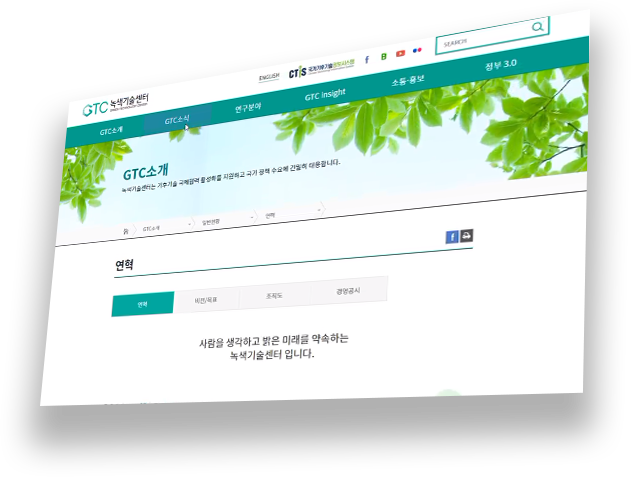 ENGLISH
CTiS 국가기후기술정보시스템
f
B
SEARCH
GTC 녹색기술센터
GTC소개
GTC소식
연구분야
GTC Insight
소통·홍보
정부 3.0
GTC소개
녹색기술센터는 기후기술 국제협력 활성화를 지원하고 국가 정책 수요에 긴밀히 대응합니다.
GTC소개
일반현황
연혁
연혁
f
연혁
비전/목표
조직도
경영공시
사람을 생각하고 밝은 미래를 약속하는
녹색기술센터 입니다.